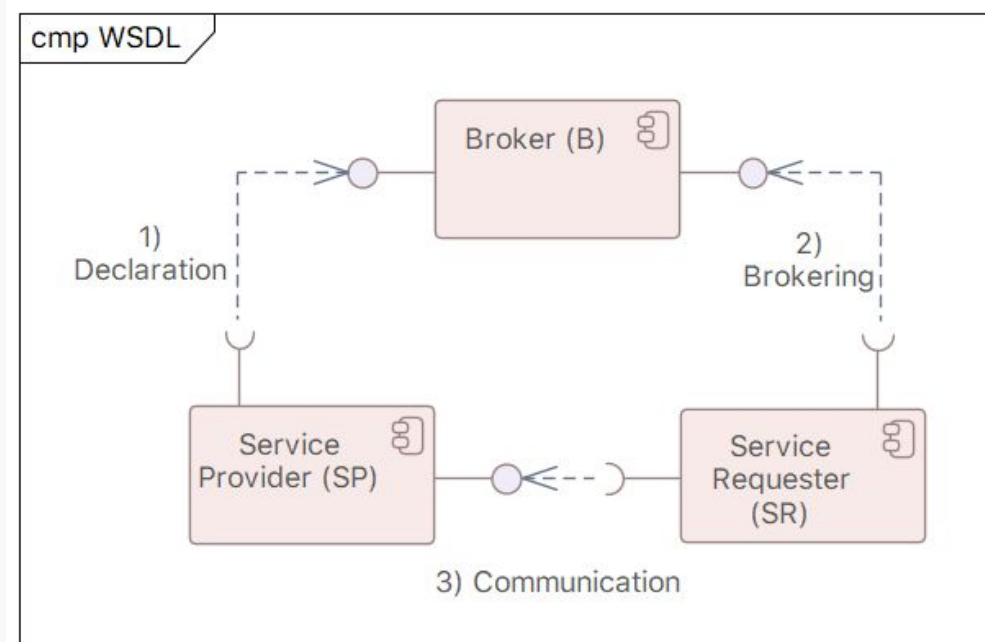 cmp WSDL
Broker (B)
1)
Declaration
2)
Brokering
Service
Provider (SP)
Service
Requester
(SR)
3) Communication